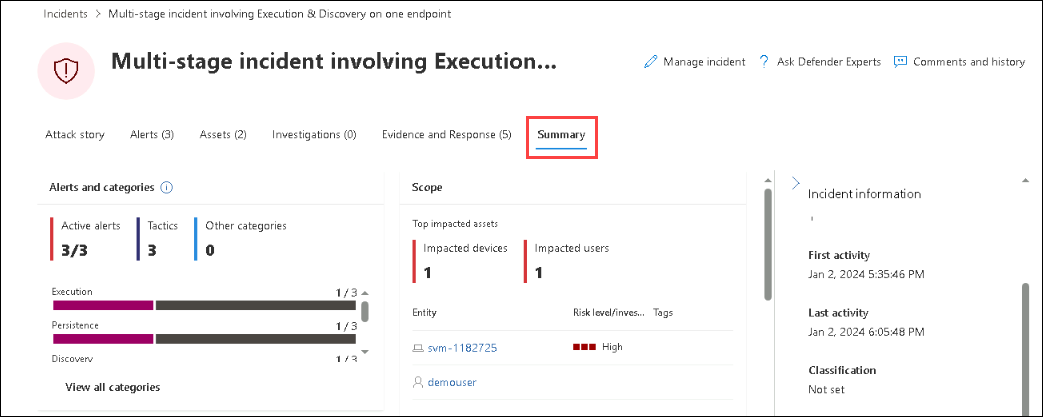 Incidents > Multi-stage incident involving Execution & Discovery on one endpoint
Multi-stage incident involving Execution...
Manage incident
? Ask Defender Experts
Comments and history
Attack story
Alerts (3)
Assets (2)
Investigations (0)
Evidence and Response (5)
Summary
Alerts and categories
Active alerts
3/3
Tactics
3
Other categories
0
Execution 1 / 3
Persistence 1 / 3
Discovery 1 / 3
View all categories
Scope
Top impacted assets
Impacted devices
1
Impacted users
1
Entity Risk level/inves... Tags
svm-1182725 High
demouser
Incident information
First activity
Jan 2, 2024 5:35:46 PM
Last activity
Jan 2, 2024 6:05:48 PM
Classification
Not set